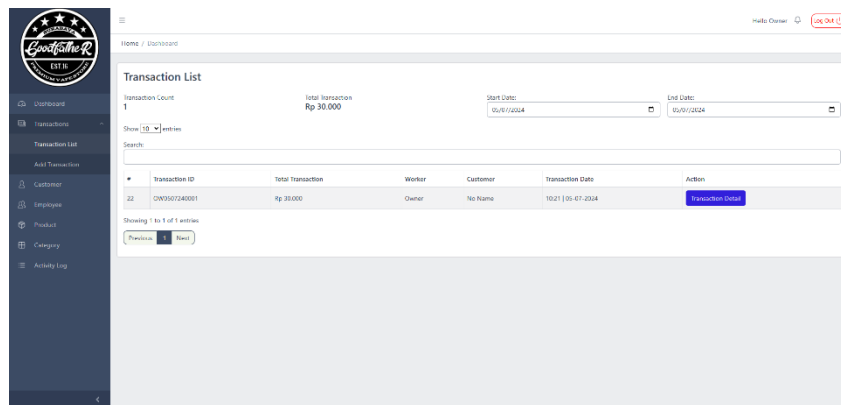 SURABAYA
GoodfatheR
EST.16
PREMIUM VAPESTORE
Hello Owner
Log Out
Home / Dashboard
Dashboard
Transactions
Transaction List
Add Transaction
Customer
Employee
Product
Category
Activity Log
Transaction List
Transaction Count
1
Total Transaction
Rp 30.000
Start Date:
05/07/2024
End Date:
05/07/2024
Show 10 entries
Search:
# Transaction ID Total Transaction Worker Customer Transaction Date Action
22 OW0507240001 Rp 30.000 Owner No Name 10:21 | 05-07-2024 Transaction Detail
Showing 1 to 1 of 1 entries
Previous 1 Next